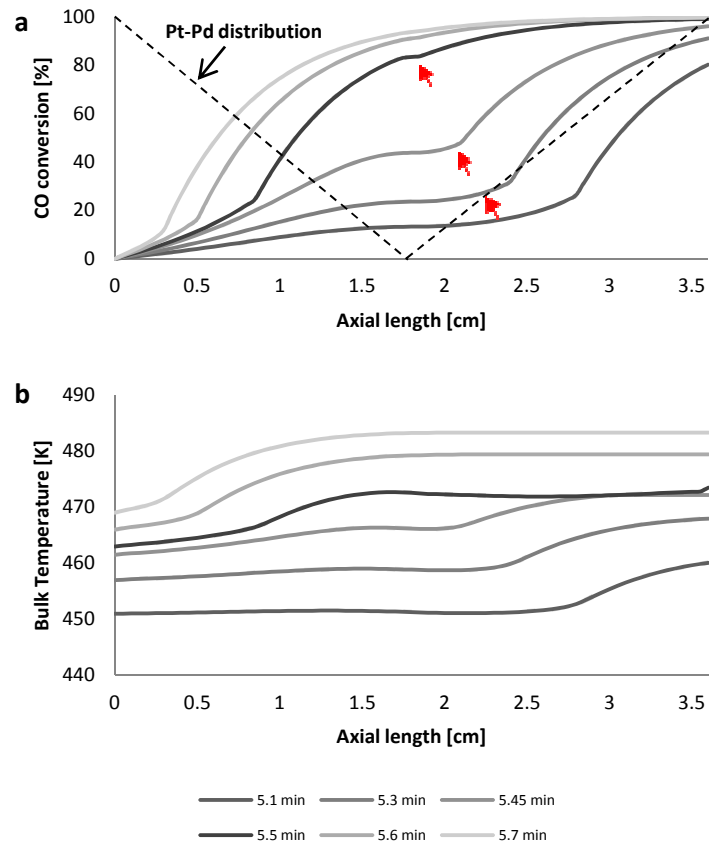 a
Pt-Pd distribution
CO conversion [%]
100
80
60
40
20
0
0 0.5 1 1.5 2 2.5 3 3.5
Axial length [cm]
b
Bulk Temperature [K]
490
480
470
460
450
440
0 0.5 1 1.5 2 2.5 3 3.5
Axial length [cm]
5.1 min 5.3 min 5.45 min
5.5 min 5.6 min 5.7 min